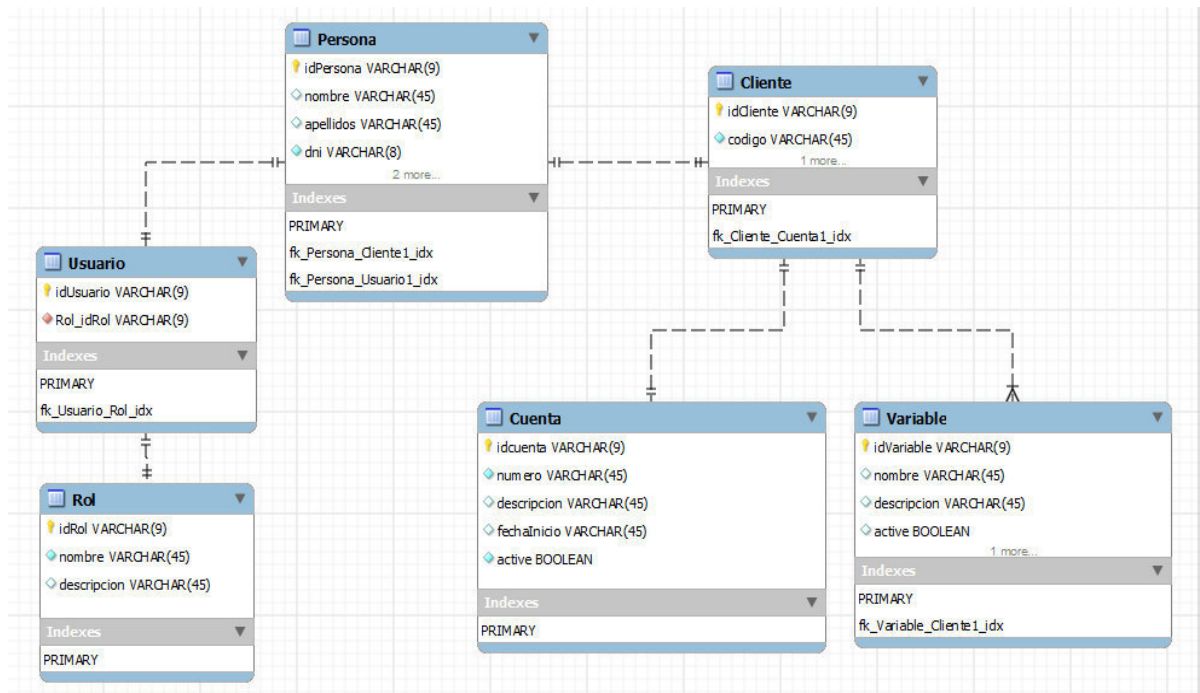 Persona
idPersona VARCHAR(9)
nombre VARCHAR(45)
apellidos VARCHAR(45)
dni VARCHAR(8)
2 more...
Indexes
PRIMARY
fk_Persona_Cliente1_idx
fk_Persona_Usuario1_idx
Cliente
idCliente VARCHAR(9)
codigo VARCHAR(45)
1 more...
Indexes
PRIMARY
fk_Cliente_Cuenta1_idx
Usuario
idUsuario VARCHAR(9)
Rol_idRol VARCHAR(9)
Indexes
PRIMARY
fk_Usuario_Rol_idx
Rol
idRol VARCHAR(9)
nombre VARCHAR(45)
descripcion VARCHAR(45)
Indexes
PRIMARY
Cuenta
idcuenta VARCHAR(9)
numero VARCHAR(45)
descripcion VARCHAR(45)
fechaInicio VARCHAR(45)
active BOOLEAN
Indexes
PRIMARY
Variable
idVariable VARCHAR(9)
nombre VARCHAR(45)
descripcion VARCHAR(45)
active BOOLEAN
1 more...
Indexes
PRIMARY
fk_Variable_Cliente1_idx